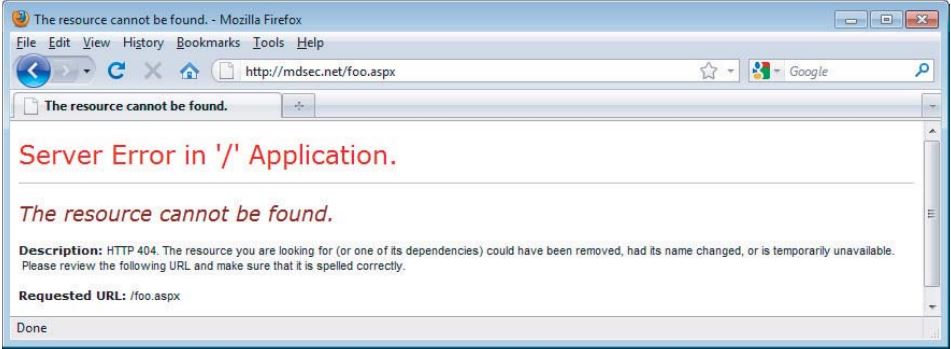 The resource cannot be found. - Mozilla Firefox
File Edit View History Bookmarks Tools Help
http://mdsec.net/foo.aspx
Google
The resource cannot be found.
Server Error in '/' Application.
The resource cannot be found.
Description: HTTP 404. The resource you are looking for (or one of its dependencies) could have been removed, had its name changed, or is temporarily unavailable.
Please review the following URL and make sure that it is spelled correctly.
Requested URL: /foo.aspx
Done